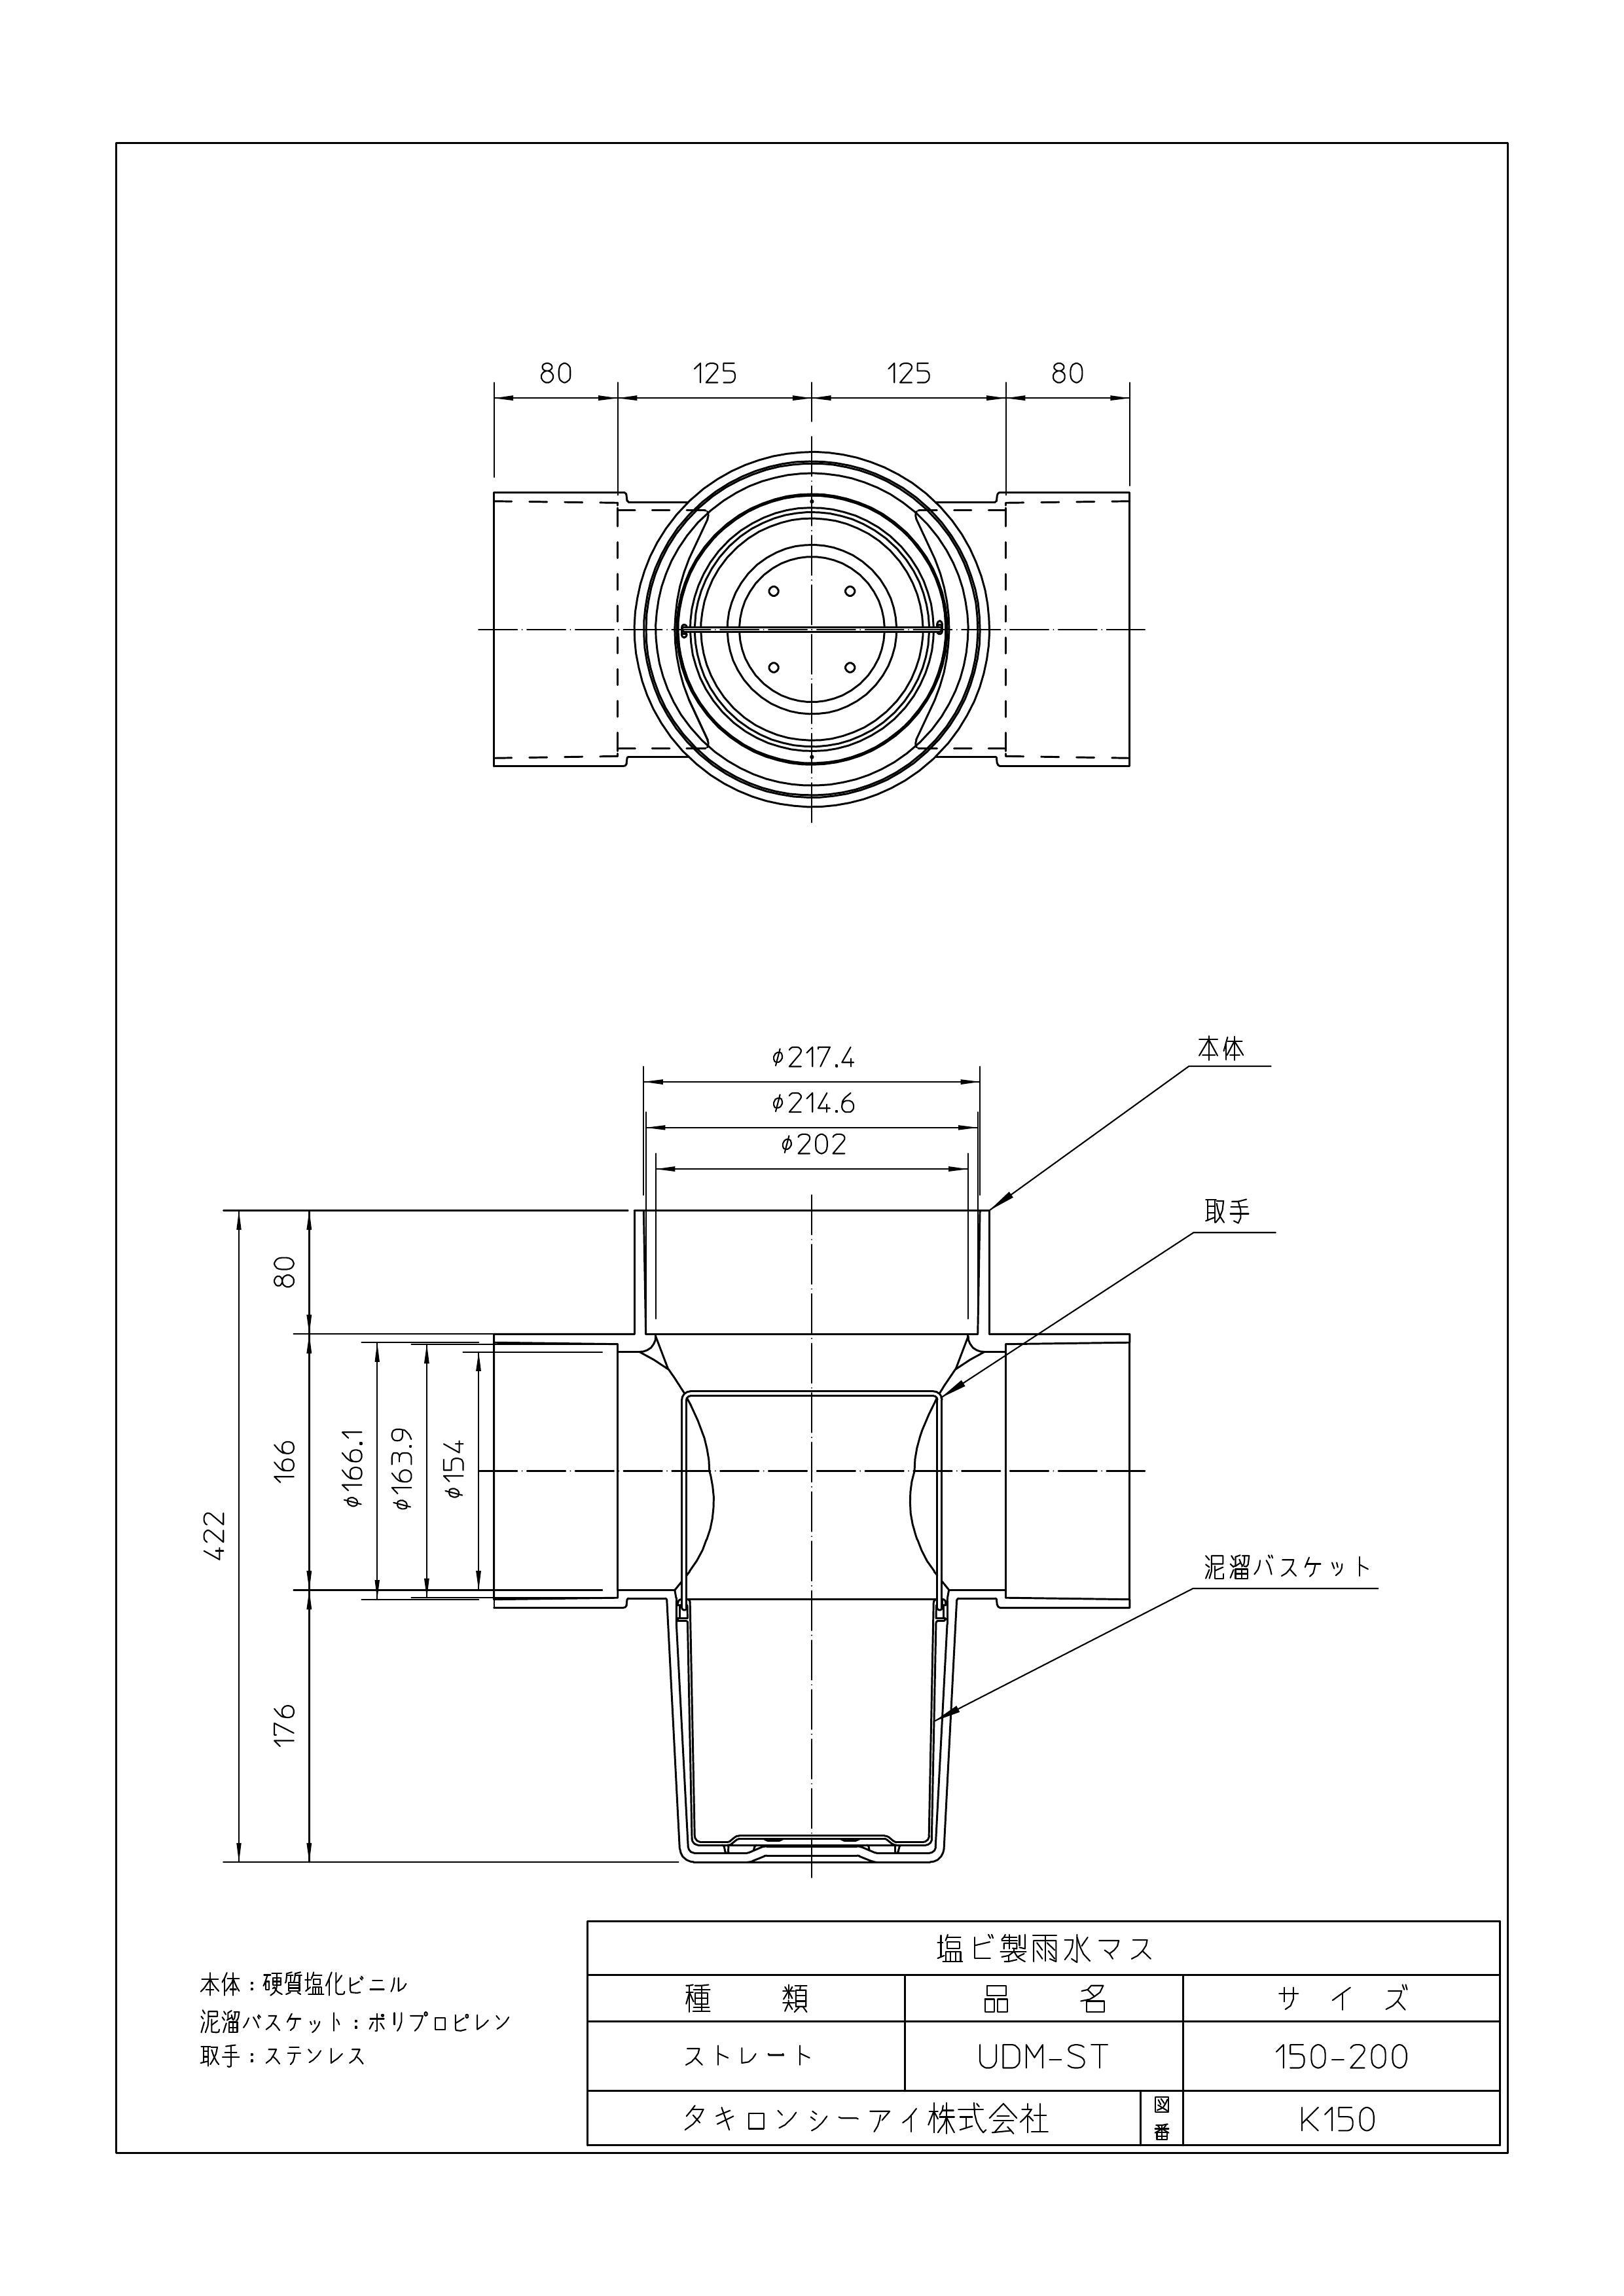 80 125 125 80
φ217.4
φ214.6
φ202
本体
取手
泥溜バスケット
80
166
176
422
φ166.1
φ163.9
φ154
本体：硬質塩化ビニル
泥溜バスケット：ポリプロピレン
取手：ステンレス
塩ビ製雨水マス
種類 品名 サイズ
ストレート UDM-ST 150-200
タキロンシーアイ株式会社 図番 K150